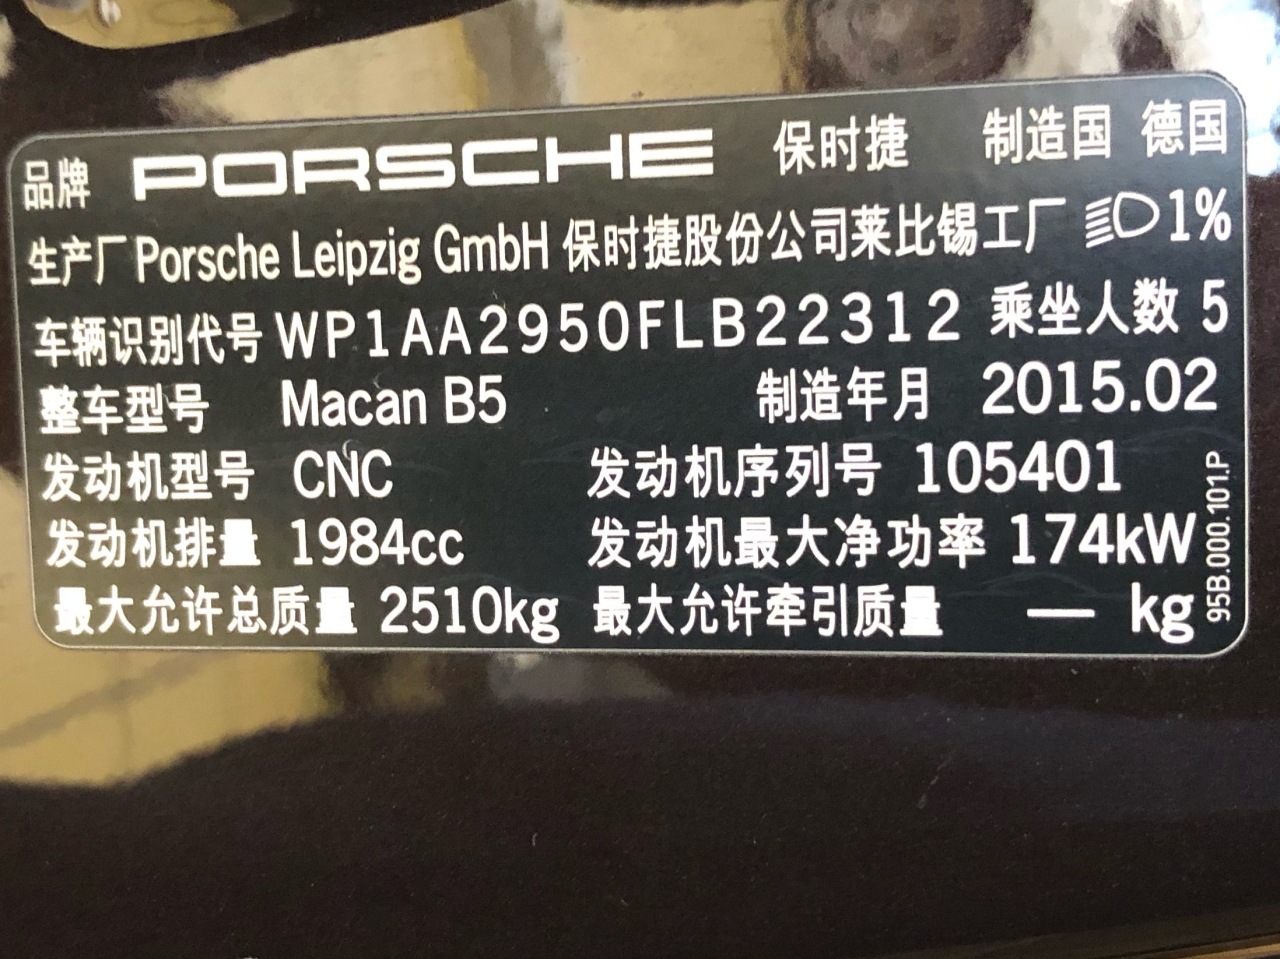 品牌 PORSCHE 保时捷 制造国 德国
生产厂 Porsche Leipzig GmbH 保时捷股份公司莱比锡工厂 1%
车辆识别代号 WP1AA2950FLB22312 乘坐人数 5
整车型号 Macan B5 制造年月 2015.02
发动机型号 CNC 发动机序列号 105401
发动机排量 1984cc 发动机最大净功率 174kW
最大允许总质量 2510kg 最大允许牵引质量 — kg
95B.000.101.P